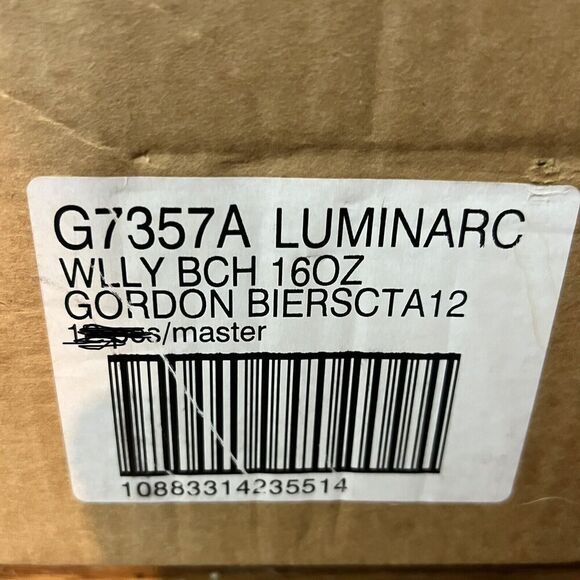 G7357A LUMINARC
WLLY BCH 16OZ
GORDON BIERSCTA12
/master
10883314235514